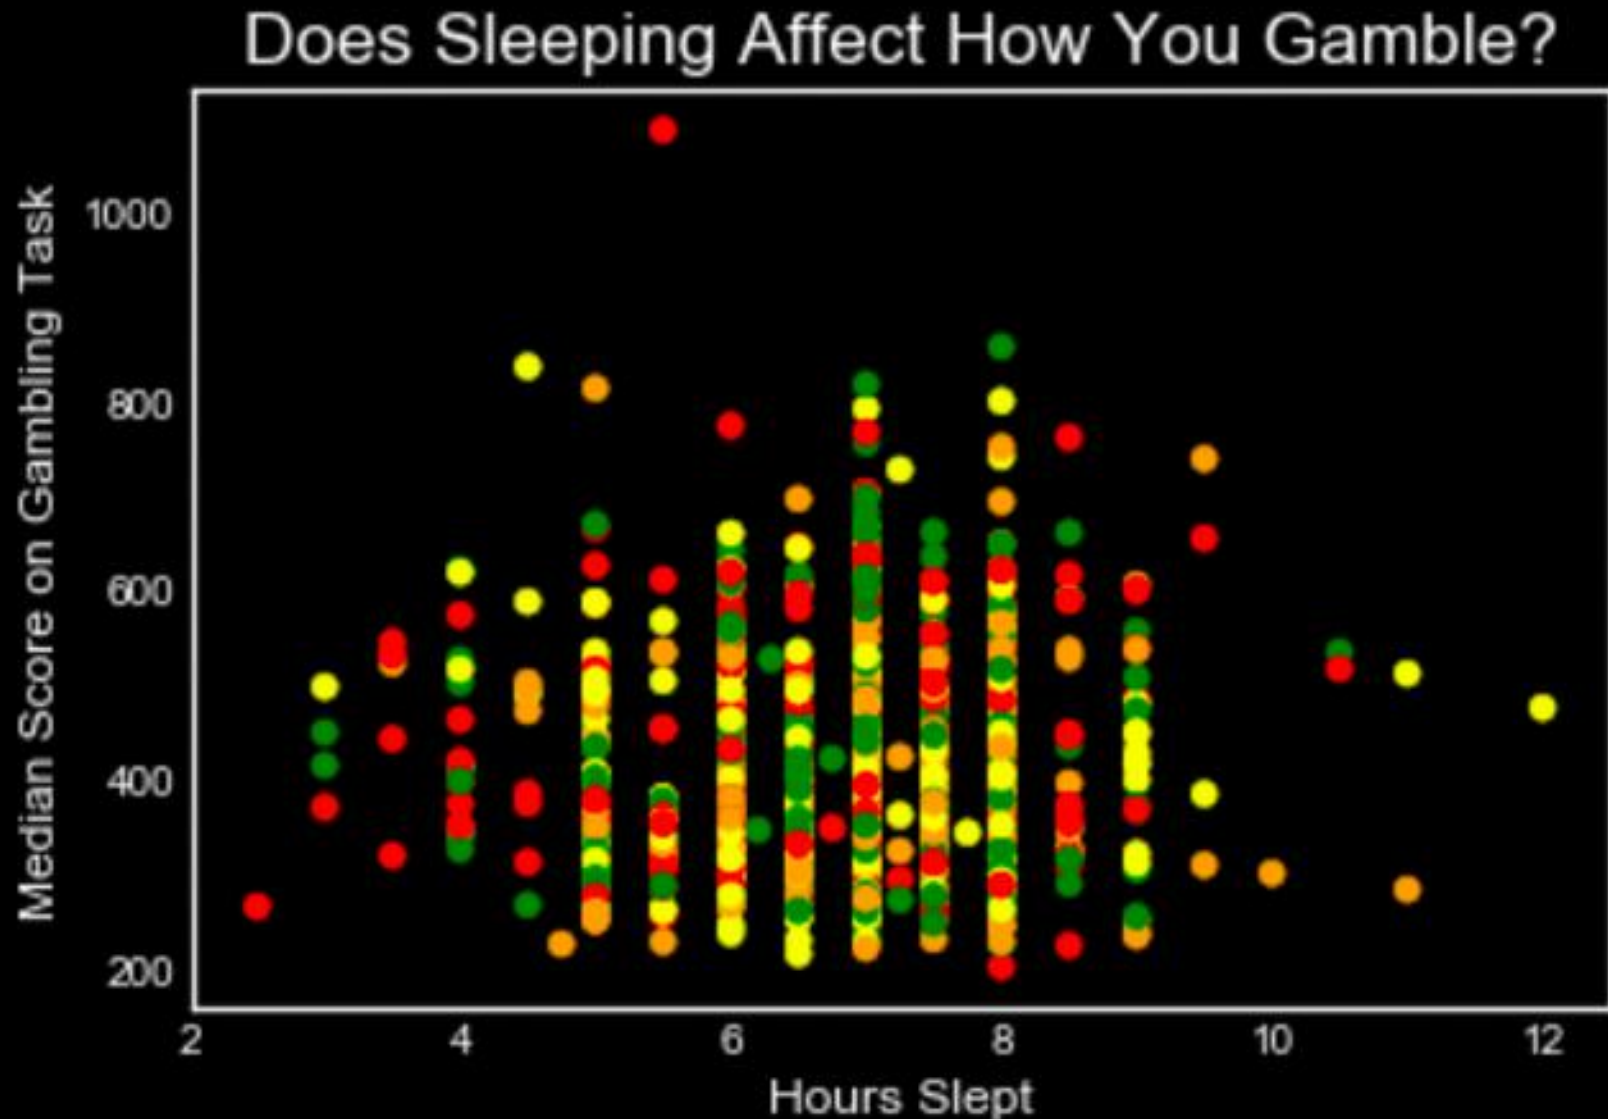 Does Sleeping Affect How You Gamble?
Median Score on Gambling Task
1000
800
600
400
200
2 4 6 8 10 12
Hours Slept